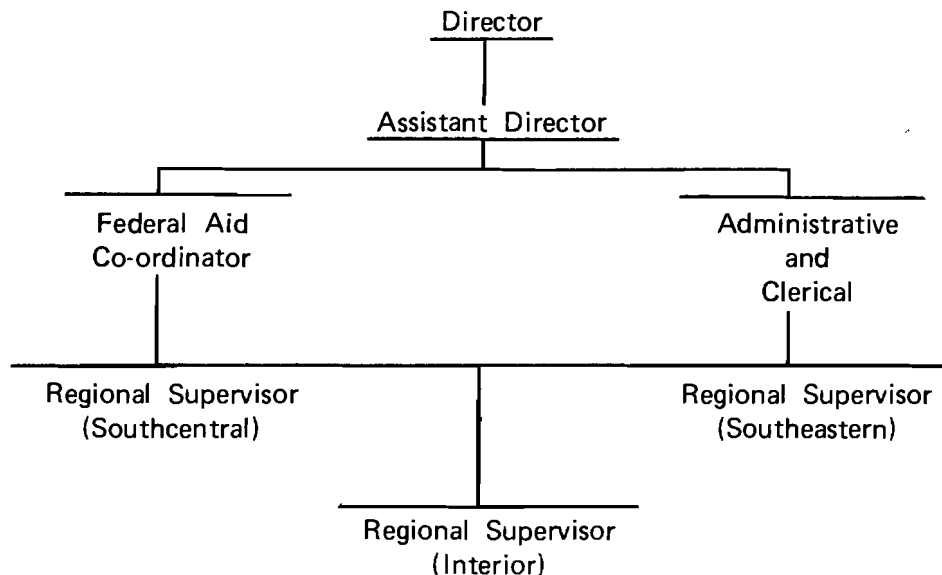 Director
Assistant Director
Federal Aid
Co-ordinator
Administrative
and
Clerical
Regional Supervisor
(Southcentral)
Regional Supervisor
(Southeastern)
Regional Supervisor
(Interior)